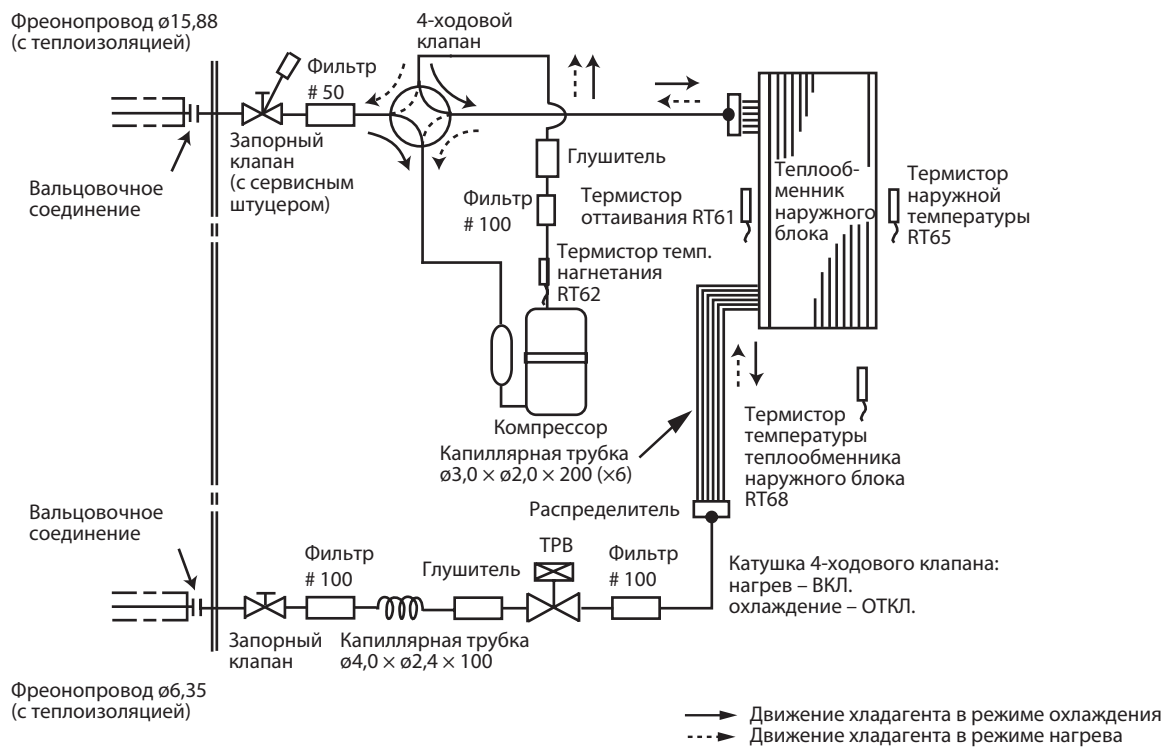 Фреонопровод ø15,88
(с теплоизоляцией)
4-ходовой
клапан
Фильтр
# 50
Запорный
клапан
(с сервисным
штуцером)
Вальцовочное
соединение
Глушитель
Фильтр
# 100
Термистор
оттаивания RT61
Теплооб-
менник
наружного
блока
Термистор
наружной
температуры
RT65
Термистор темп.
нагнетания
RT62
Компрессор
Капиллярная трубка
ø3,0 × ø2,0 × 200 (×6)
Термистор
температуры
теплообменника
наружного блока
RT68
Распределитель
Вальцовочное
соединение
Фильтр
# 100
Глушитель
ТРВ
Фильтр
# 100
Катушка 4-ходового клапана:
нагрев – ВКЛ.
охлаждение – ОТКЛ.
Запорный
клапан
Капиллярная трубка
ø4,0 × ø2,4 × 100
Фреонопровод ø6,35
(с теплоизоляцией)
Движение хладагента в режиме охлаждения
Движение хладагента в режиме нагрева